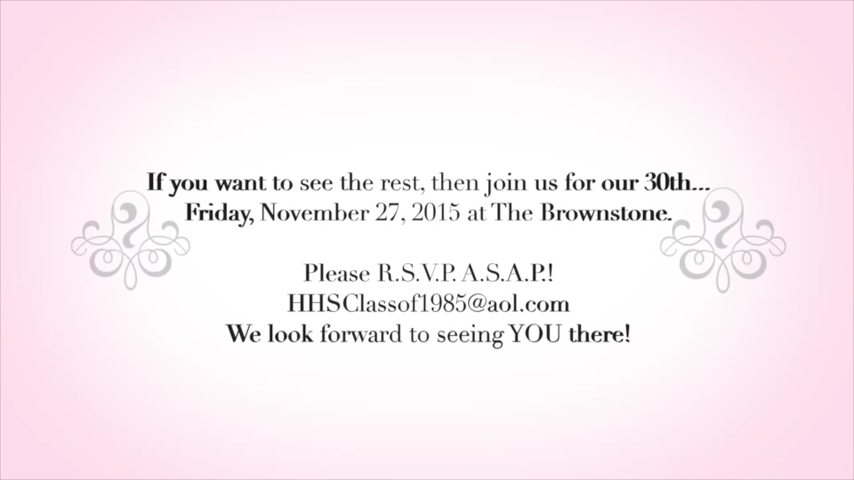 If you want to see the rest, then join us for our 30th...
Friday, November 27, 2015 at The Brownstone.
Please R.S.V.P. A.S.A.P.!
HHSClassof1985@aol.com
We look forward to seeing YOU there!